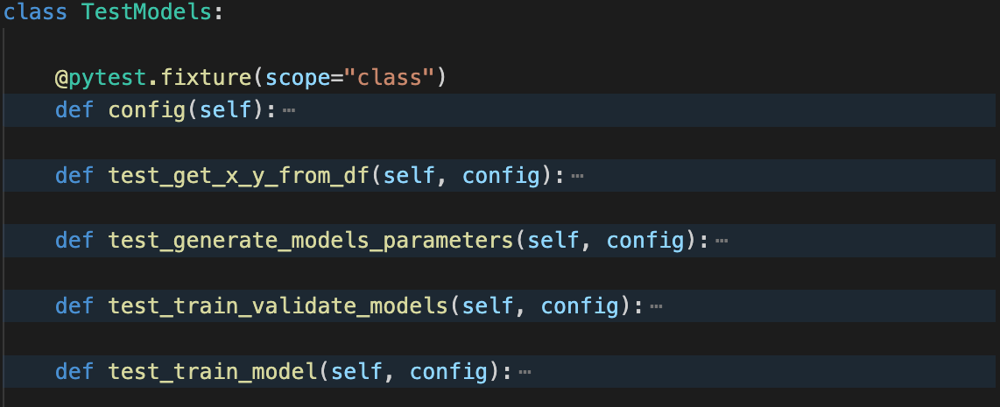 class TestModels:
@pytest.fixture(scope="class")
def config(self):⋯
def test_get_x_y_from_df(self, config):⋯
def test_generate_models_parameters(self, config):⋯
def test_train_validate_models(self, config):⋯
def test_train_model(self, config):⋯